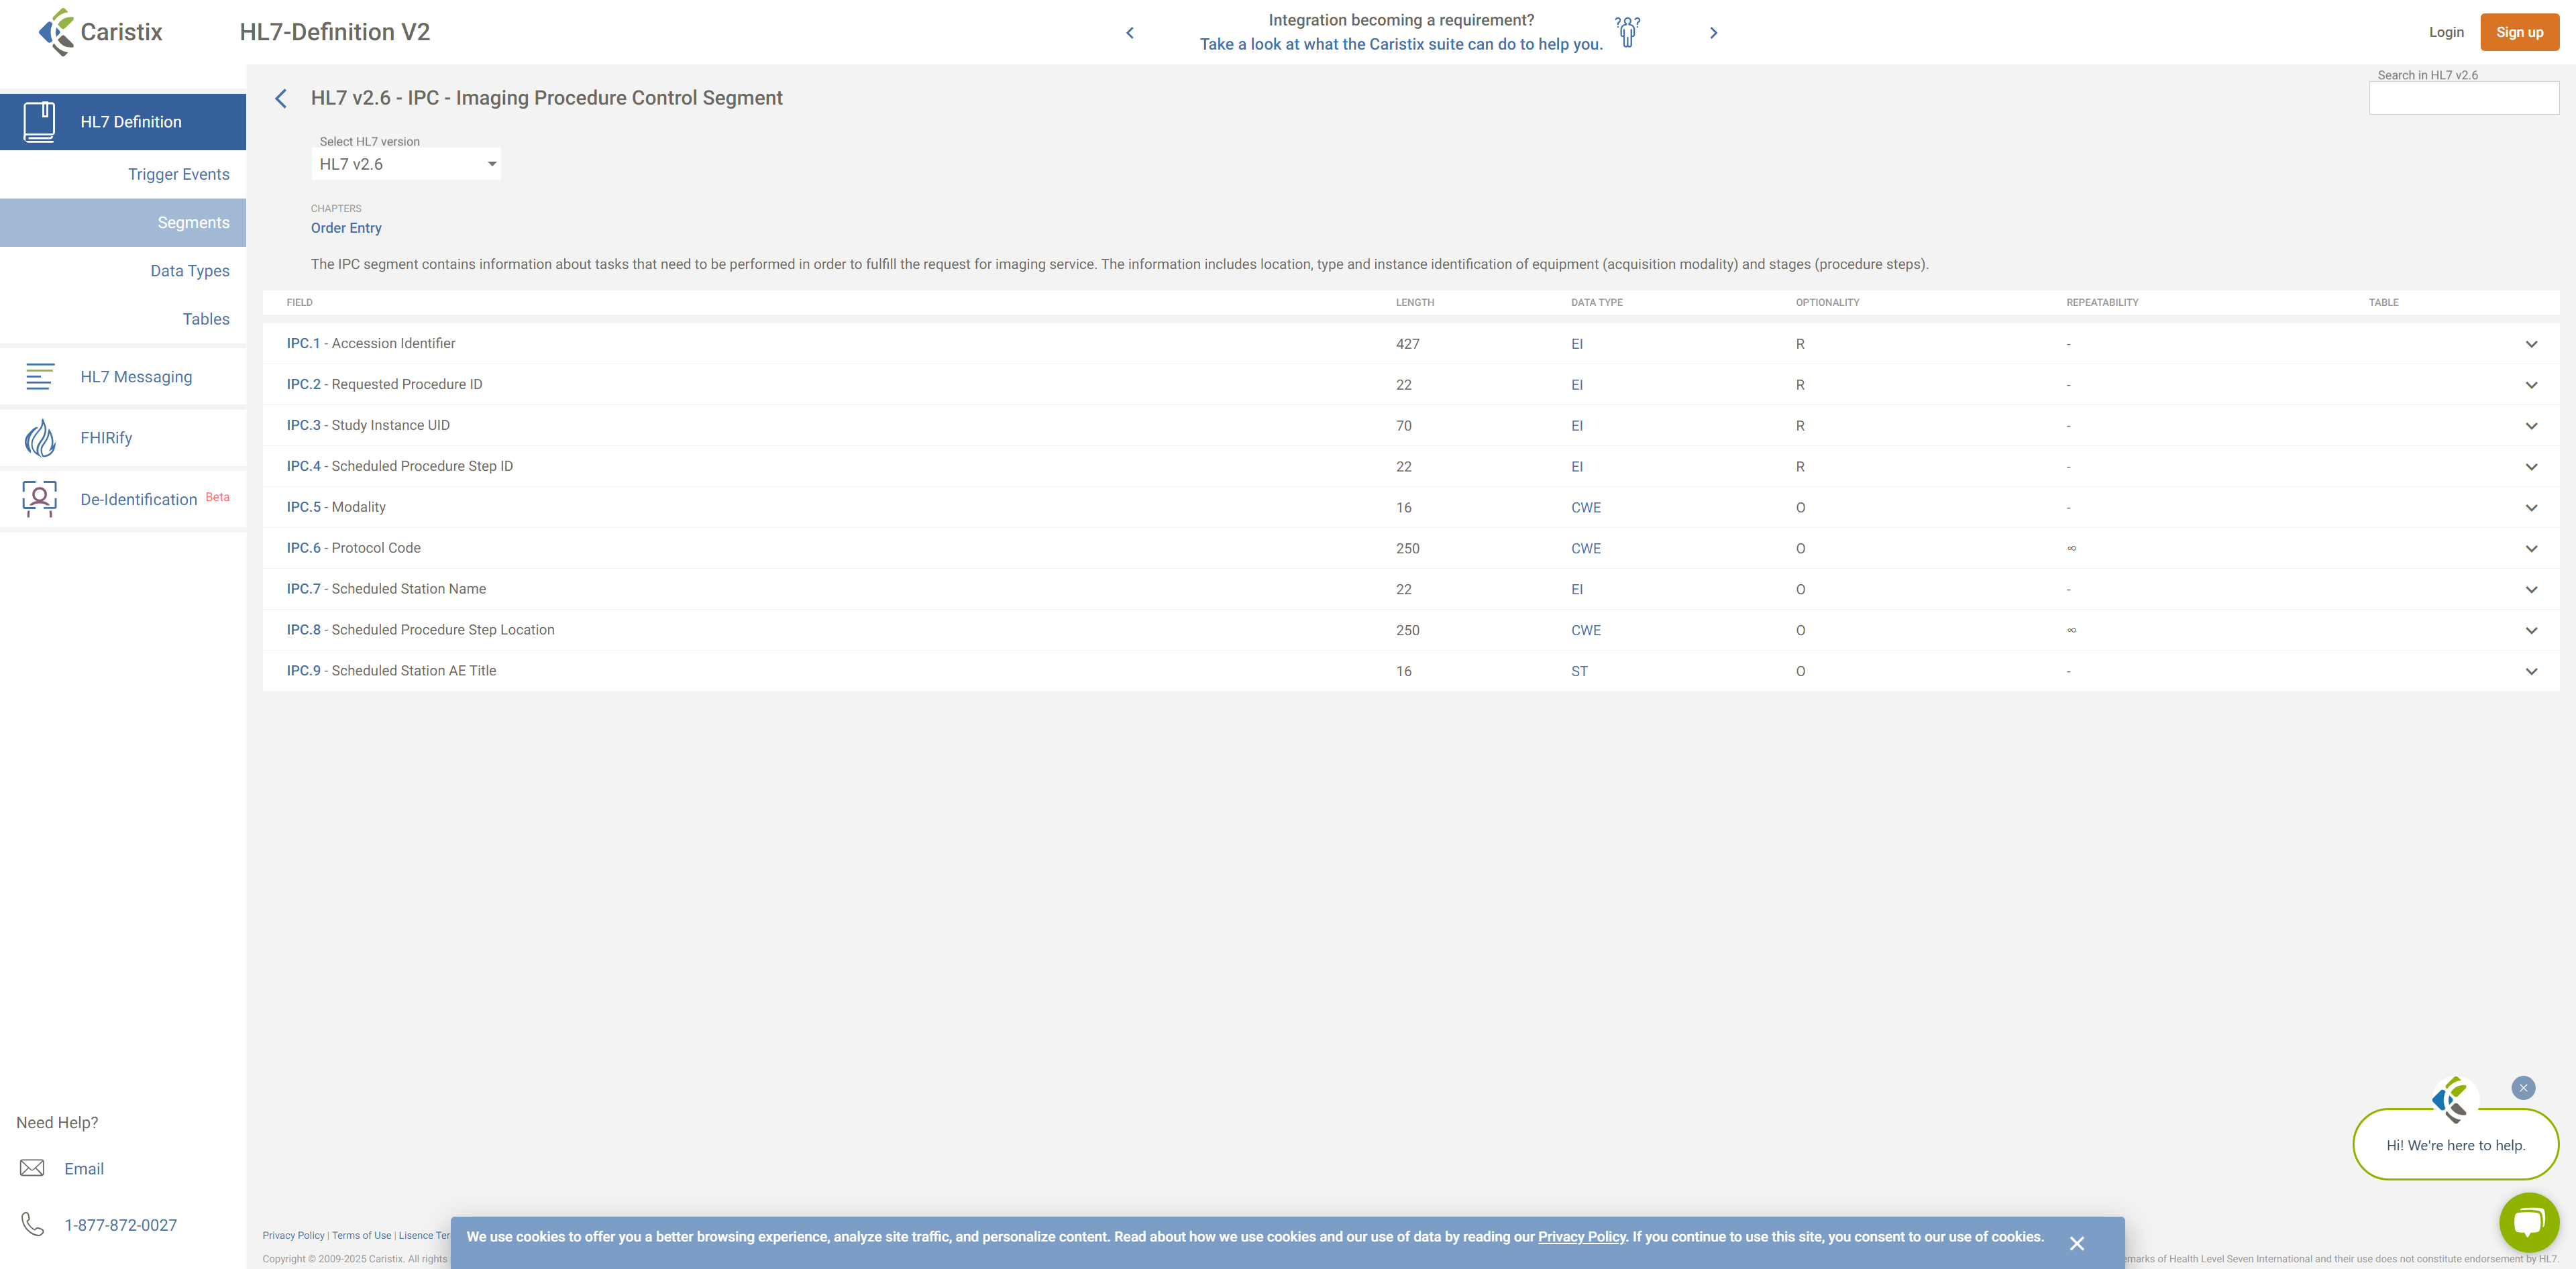 Caristix
HL7-Definition V2
Integration becoming a requirement?
Take a look at what the Caristix suite can do to help you.
Login
Sign up
HL7 Definition
Trigger Events
Segments
Data Types
Tables
HL7 Messaging
FHIRify
De-Identification Beta
Need Help?
Email
1-877-872-0027
HL7 v2.6 - IPC - Imaging Procedure Control Segment
Search in HL7 v2.6
Select HL7 version
HL7 v2.6
CHAPTERS
Order Entry
The IPC segment contains information about tasks that need to be performed in order to fulfill the request for imaging service. The information includes location, type and instance identification of equipment (acquisition modality) and stages (procedure steps).
FIELD LENGTH DATA TYPE OPTIONALITY REPEATABILITY TABLE
IPC.1 - Accession Identifier 427 EI R -
IPC.2 - Requested Procedure ID 22 EI R -
IPC.3 - Study Instance UID 70 EI R -
IPC.4 - Scheduled Procedure Step ID 22 EI R -
IPC.5 - Modality 16 CWE O -
IPC.6 - Protocol Code 250 CWE O ∞
IPC.7 - Scheduled Station Name 22 EI O -
IPC.8 - Scheduled Procedure Step Location 250 CWE O ∞
IPC.9 - Scheduled Station AE Title 16 ST O -
Hi! We're here to help.
Privacy Policy | Terms of Use | Lisence Ter
We use cookies to offer you a better browsing experience, analyze site traffic, and personalize content. Read about how we use cookies and our use of data by reading our Privacy Policy. If you continue to use this site, you consent to our use of cookies.
Copyright © 2009-2025 Caristix. All rights
emarks of Health Level Seven International and their use does not constitute endorsement by HL7.